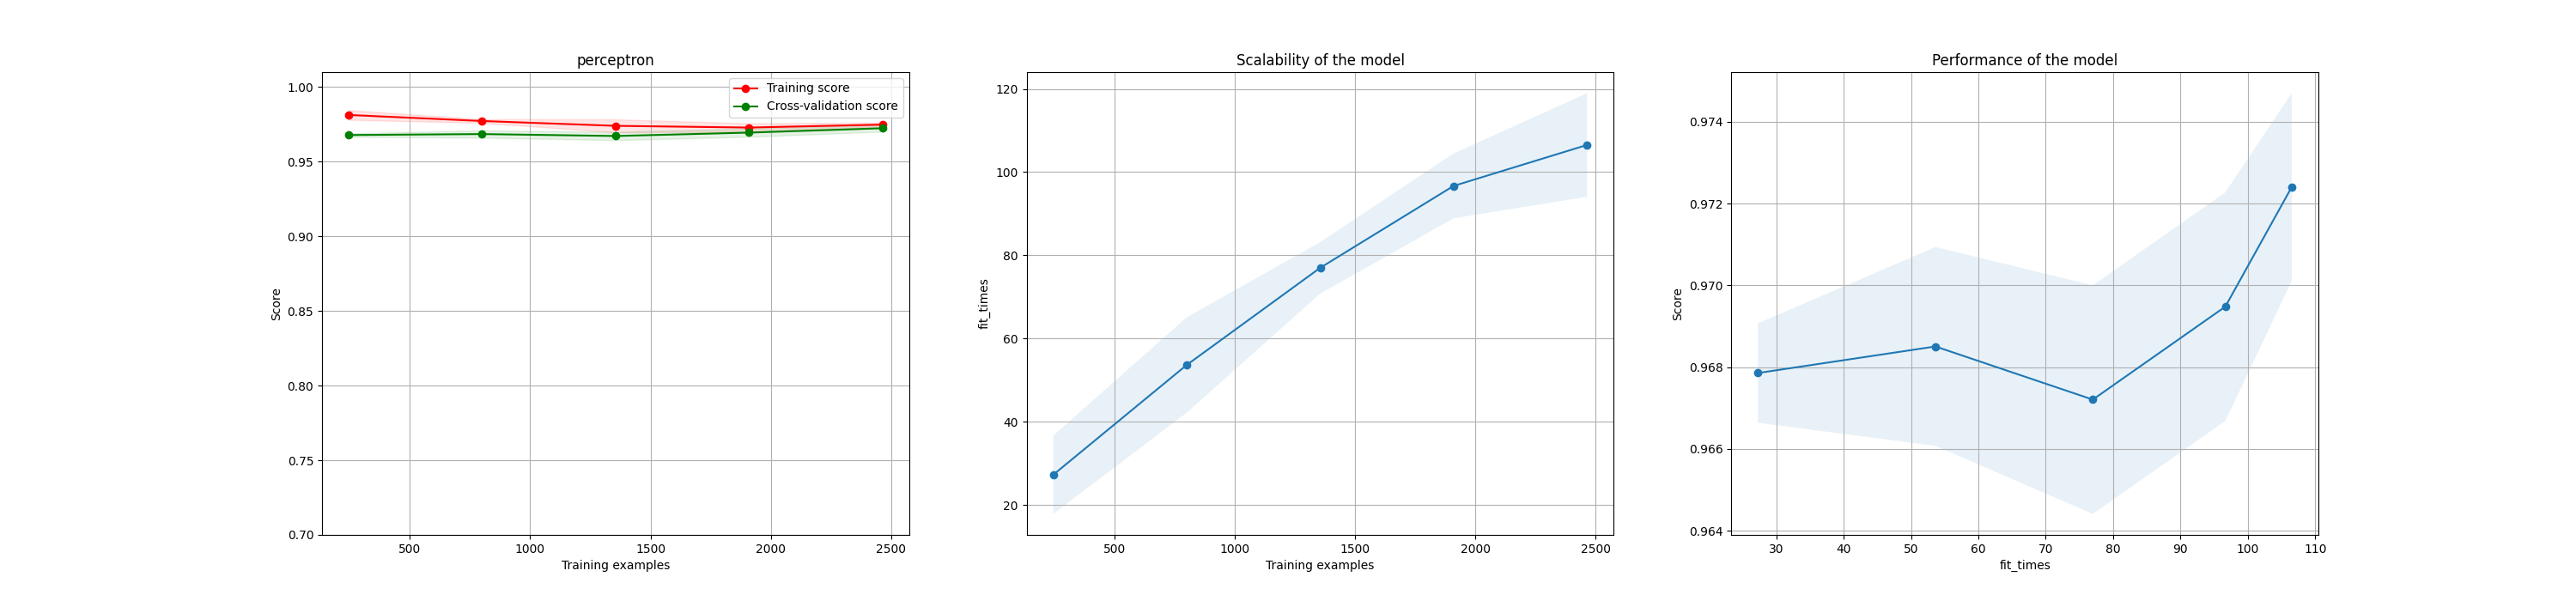 perceptron
1.00
0.95
0.90
0.85
0.80
0.75
0.70
Score
Training score
Cross-validation score
500 1000 1500 2000 2500
Training examples
Scalability of the model
120
100
80
60
40
20
fit_times
500 1000 1500 2000 2500
Training examples
Performance of the model
0.974
0.972
0.970
0.968
0.966
0.964
Score
30 40 50 60 70 80 90 100 110
fit_times